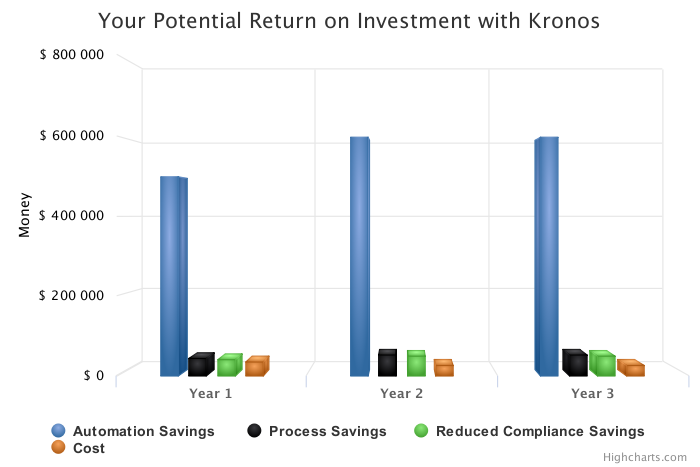 Your Potential Return on Investment with Kronos
$ 800 000
$ 600 000
$ 400 000
$ 200 000
$ 0
Money
Year 1
Year 2
Year 3
Automation Savings
Process Savings
Reduced Compliance Savings
Cost
Highcharts.com